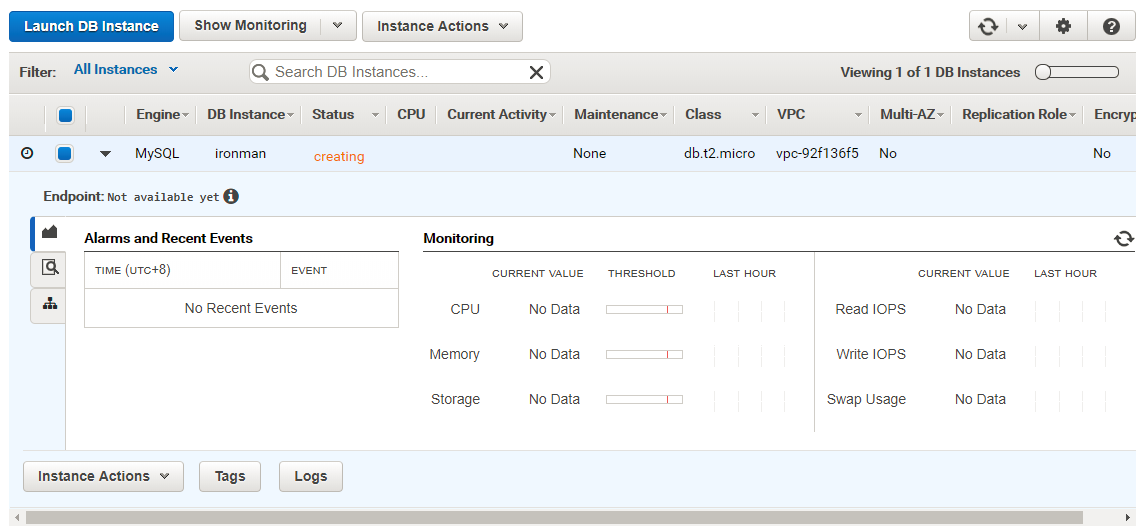 Launch DB Instance Show Monitoring Instance Actions
Filter: All Instances Search DB Instances... Viewing 1 of 1 DB Instances
Engine DB Instance Status CPU Current Activity Maintenance Class VPC Multi-AZ Replication Role Encryp
MySQL ironman creating None db.t2.micro vpc-92f136f5 No No
Endpoint: Not available yet
Alarms and Recent Events Monitoring
TIME (UTC+8) EVENT CURRENT VALUE THRESHOLD LAST HOUR CURRENT VALUE LAST HOUR
No Recent Events CPU No Data Read IOPS No Data
Memory No Data Write IOPS No Data
Storage No Data Swap Usage No Data
Instance Actions Tags Logs